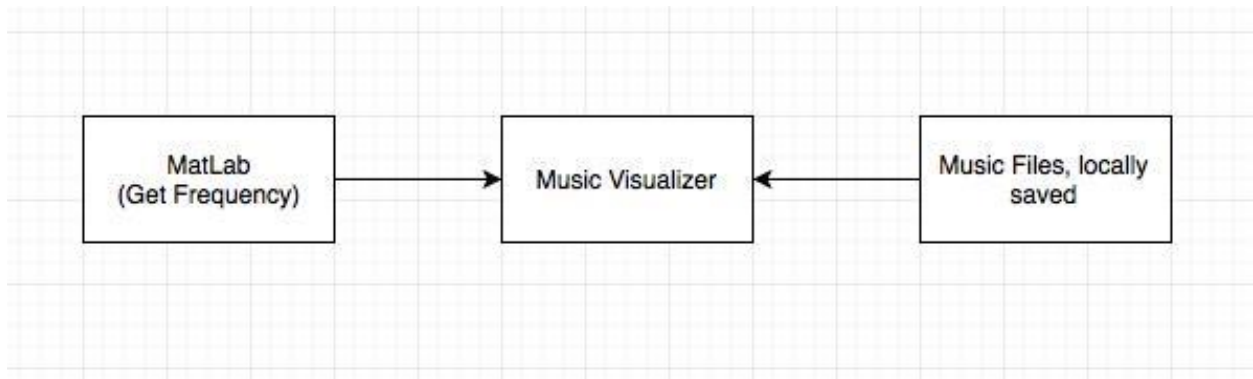 MatLab
(Get Frequency)
Music Visualizer
Music Files, locally
saved